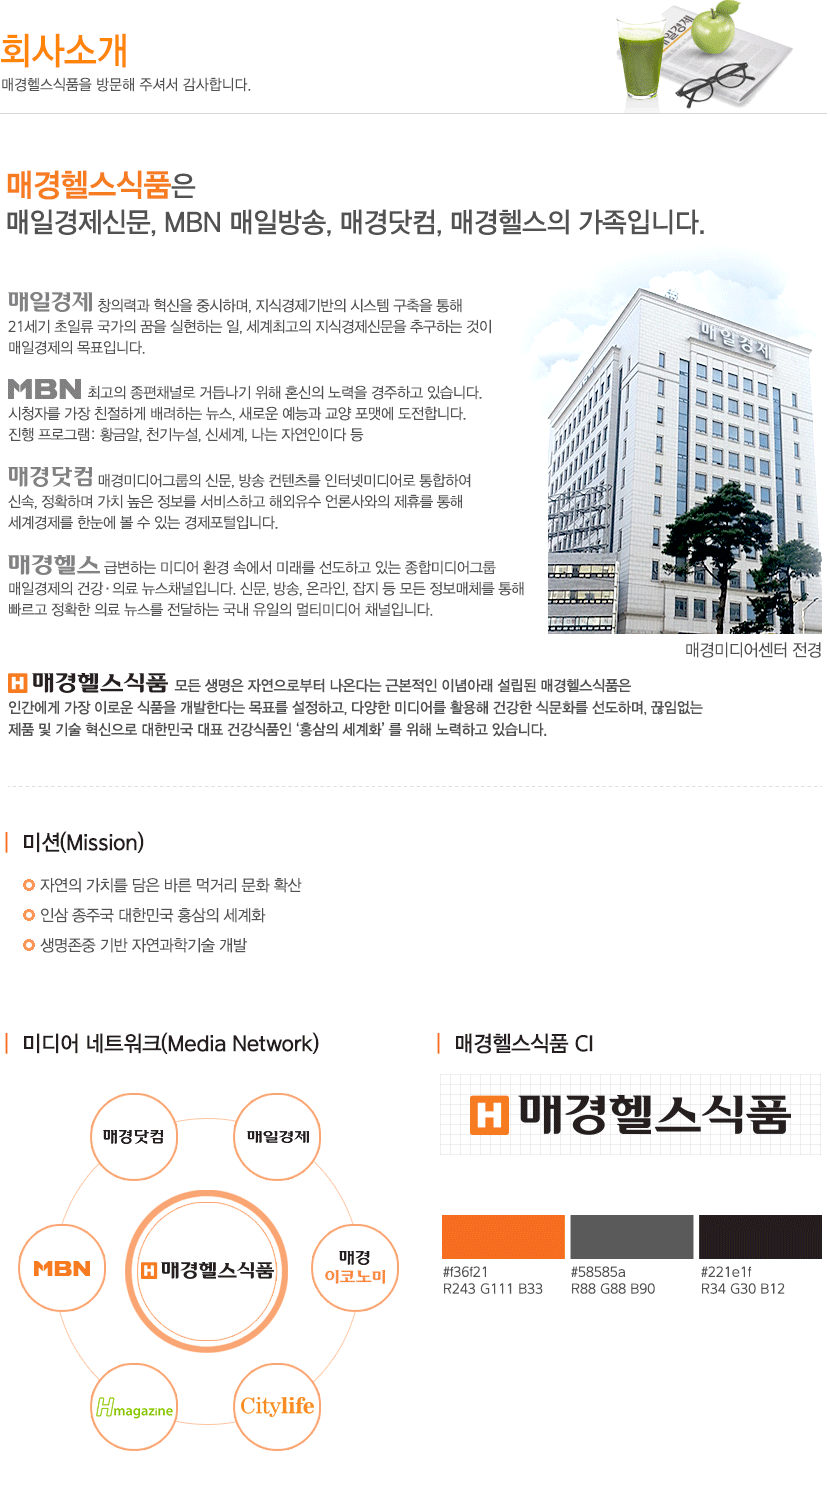 회사소개
매경헬스식품을 방문해 주셔서 감사합니다.
매일경제
매경헬스식품은
매일경제신문, MBN 매일방송, 매경닷컴, 매경헬스의 가족입니다.
매일경제 창의력과 혁신을 중시하며, 지식경제기반의 시스템 구축을 통해
21세기 초일류 국가의 꿈을 실현하는 일, 세계최고의 지식경제신문을 추구하는 것이
매일경제의 목표입니다.
MBN 최고의 종편채널로 거듭나기 위해 혼신의 노력을 경주하고 있습니다.
시청자를 가장 친절하게 배려하는 뉴스, 새로운 예능과 교양 포맷에 도전합니다.
진행 프로그램: 황금알, 천기누설, 신세계, 나는 자연인이다 등
매경닷컴 매경미디어그룹의 신문, 방송 컨텐츠를 인터넷미디어로 통합하여
신속, 정확하며 가치 높은 정보를 서비스하고 해외유수 언론사와의 제휴를 통해
세계경제를 한눈에 볼 수 있는 경제포털입니다.
매경헬스 급변하는 미디어 환경 속에서 미래를 선도하고 있는 종합미디어그룹
매일경제의 건강·의료 뉴스채널입니다. 신문, 방송, 온라인, 잡지 등 모든 정보매체를 통해
빠르고 정확한 의료 뉴스를 전달하는 국내 유일의 멀티미디어 채널입니다.
매일경제
매경미디어센터 전경
H 매경헬스식품 모든 생명은 자연으로부터 나온다는 근본적인 이념아래 설립된 매경헬스식품은
인간에게 가장 이로운 식품을 개발한다는 목표를 설정하고, 다양한 미디어를 활용해 건강한 식문화를 선도하며, 끊임없는
제품 및 기술 혁신으로 대한민국 대표 건강식품인 ‘홍삼의 세계화’ 를 위해 노력하고 있습니다.
미션(Mission)
자연의 가치를 담은 바른 먹거리 문화 확산
인삼 종주국 대한민국 홍삼의 세계화
생명존중 기반 자연과학기술 개발
미디어 네트워크(Media Network)
매경닷컴
매일경제
MBN
H 매경헬스식품
매경
이코노미
Hmagazine
Citylife
매경헬스식품 CI
H 매경헬스식품
#f36f21
R243 G111 B33
#58585a
R88 G88 B90
#221e1f
R34 G30 B12